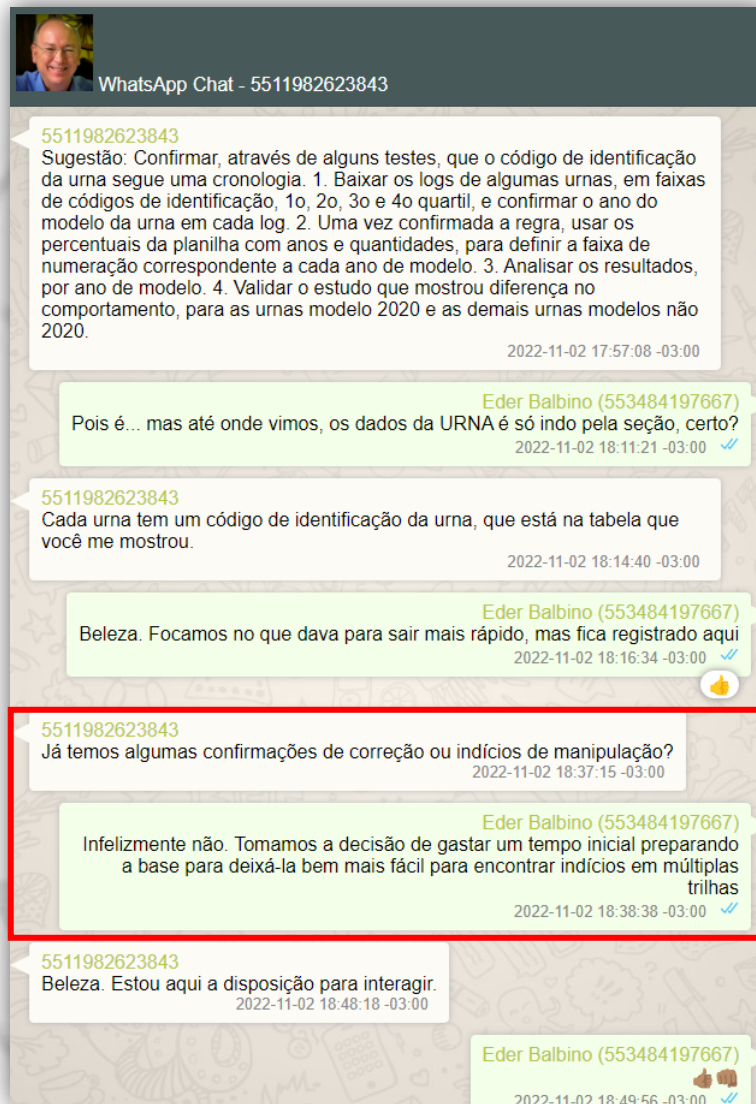 WhatsApp Chat - 5511982623843
5511982623843
Sugestão: Confirmar, através de alguns testes, que o código de identificação
da urna segue uma cronologia. 1. Baixar os logs de algumas urnas, em faixas
de códigos de identificação, 1o, 2o, 3o e 4o quartil, e confirmar o ano do
modelo da urna em cada log. 2. Uma vez confirmada a regra, usar os
percentuais da planilha com anos e quantidades, para definir a faixa de
numeração correspondente a cada ano de modelo. 3. Analisar os resultados,
por ano de modelo. 4. Validar o estudo que mostrou diferença no
comportamento, para as urnas modelo 2020 e as demais urnas modelos não
2020.
2022-11-02 17:57:08 -03:00
Eder Balbino (553484197667)
Pois é... mas até onde vimos, os dados da URNA é só indo pela seção, certo?
2022-11-02 18:11:21 -03:00
5511982623843
Cada urna tem um código de identificação da urna, que está na tabela que
você me mostrou.
2022-11-02 18:14:40 -03:00
Eder Balbino (553484197667)
Beleza. Focamos no que dava para sair mais rápido, mas fica registrado aqui
2022-11-02 18:16:34 -03:00
5511982623843
Já temos algumas confirmações de correção ou indícios de manipulação?
2022-11-02 18:37:15 -03:00
Eder Balbino (553484197667)
Infelizmente não. Tomamos a decisão de gastar um tempo inicial preparando
a base para deixá-la bem mais fácil para encontrar indícios em múltiplas
trilhas
2022-11-02 18:38:38 -03:00
5511982623843
Beleza. Estou aqui a disposição para interagir.
2022-11-02 18:48:18 -03:00
Eder Balbino (553484197667)
2022-11-02 18:49:56 -03:00